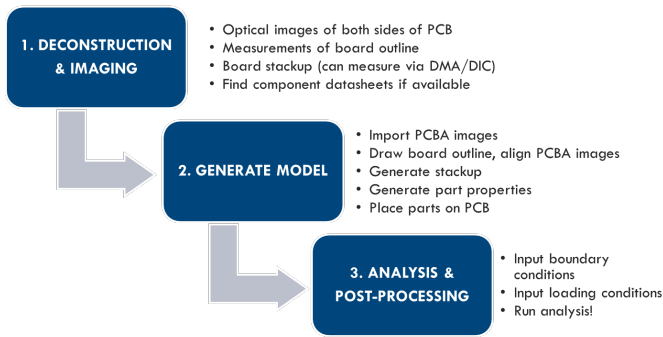 1. DECONSTRUCTION
& IMAGING
• Optical images of both sides of PCB
• Measurements of board outline
• Board stackup (can measure via DMA/DIC)
• Find component datasheets if available
2. GENERATE MODEL
• Import PCBA images
• Draw board outline, align PCBA images
• Generate stackup
• Generate part properties
• Place parts on PCB
3. ANALYSIS &
POST-PROCESSING
• Input boundary
conditions
• Input loading conditions
• Run analysis!